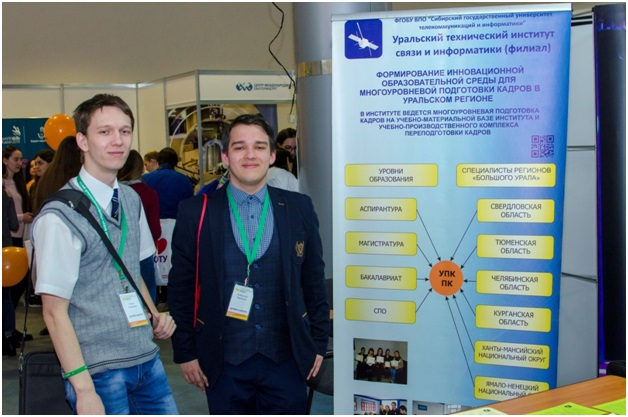 ФГОБУ ВПО "Сибирский государственный университет
телекоммуникаций и информатики"
Уральский технический институт
связи и информатики (филиал)
ФОРМИРОВАНИЕ ИННОВАЦИОННОЙ
ОБРАЗОВАТЕЛЬНОЙ СРЕДЫ ДЛЯ
МНОГОУРОВНЕВОЙ ПОДГОТОВКИ КАДРОВ В
УРАЛЬСКОМ РЕГИОНЕ
В ИНСТИТУТЕ ВЕДЕТСЯ МНОГОУРОВНЕВАЯ ПОДГОТОВКА
КАДРОВ НА УЧЕБНО-МАТЕРИАЛЬНОЙ БАЗЕ ИНСТИТУТА И
УЧЕБНО-ПРОИЗВОДСТВЕННОГО КОМПЛЕКСА
ПЕРЕПОДГОТОВКИ КАДРОВ
УРОВНИ
ОБРАЗОВАНИЯ
СПЕЦИАЛИСТЫ РЕГИОНОВ
«БОЛЬШОГО УРАЛА»
АСПИРАНТУРА
МАГИСТРАТУРА
БАКАЛАВРИАТ
СПО
УПК
ПК
СВЕРДЛОВСКАЯ
ОБЛАСТЬ
ТЮМЕНСКАЯ
ОБЛАСТЬ
ЧЕЛЯБИНСКАЯ
ОБЛАСТЬ
КУРГАНСКАЯ
ОБЛАСТЬ
ХАНТЫ-МАНСИЙСКИЙ
НАЦИОНАЛЬНЫЙ ОКРУГ
ЯМАЛО-НЕНЕЦКИЙ
НАЦИОНАЛЬНЫЙ
ЦЕНТР